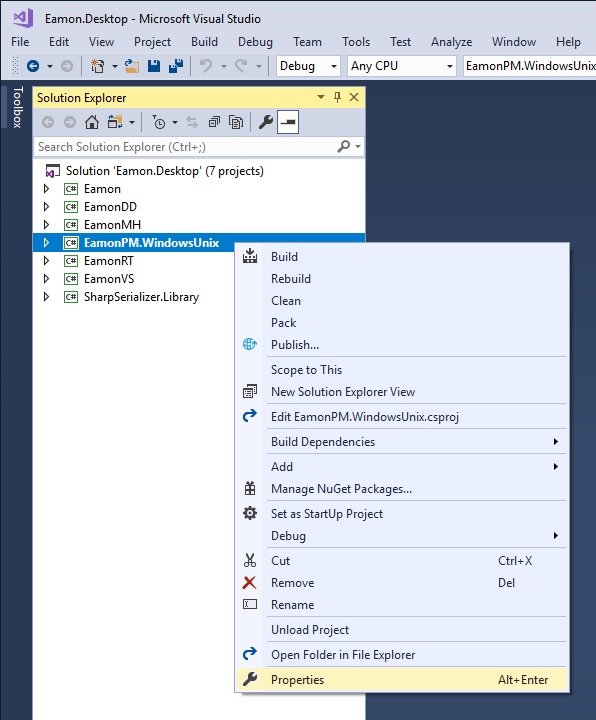 Eamon.Desktop - Microsoft Visual Studio
File Edit View Project Build Debug Team Tools Test Analyze Window Help
Debug Any CPU EamonPM.WindowsUnix
Toolbox
Solution Explorer
Search Solution Explorer (Ctrl+;)
Solution 'Eamon.Desktop' (7 projects)
C# Eamon
C# EamonDD
C# EamonMH
C# EamonPM.WindowsUnix
C# EamonRT
C# EamonVS
C# SharpSerializer.Library
Build
Rebuild
Clean
Pack
Publish...
Scope to This
New Solution Explorer View
Edit EamonPM.WindowsUnix.csproj
Build Dependencies
Add
Manage NuGet Packages...
Set as StartUp Project
Debug
Cut Ctrl+X
Remove Del
Rename
Unload Project
Open Folder in File Explorer
Properties Alt+Enter